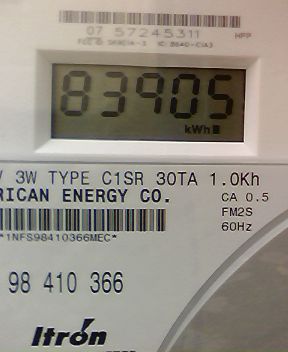 07 57245311
83905
kWh
V 3W TYPE C1SR 30TA 1.0Kh
RICAN ENERGY CO.
CA 0.5
FM2S
60Hz
*1NFS98410366MEC*
98 410 366
Itrón